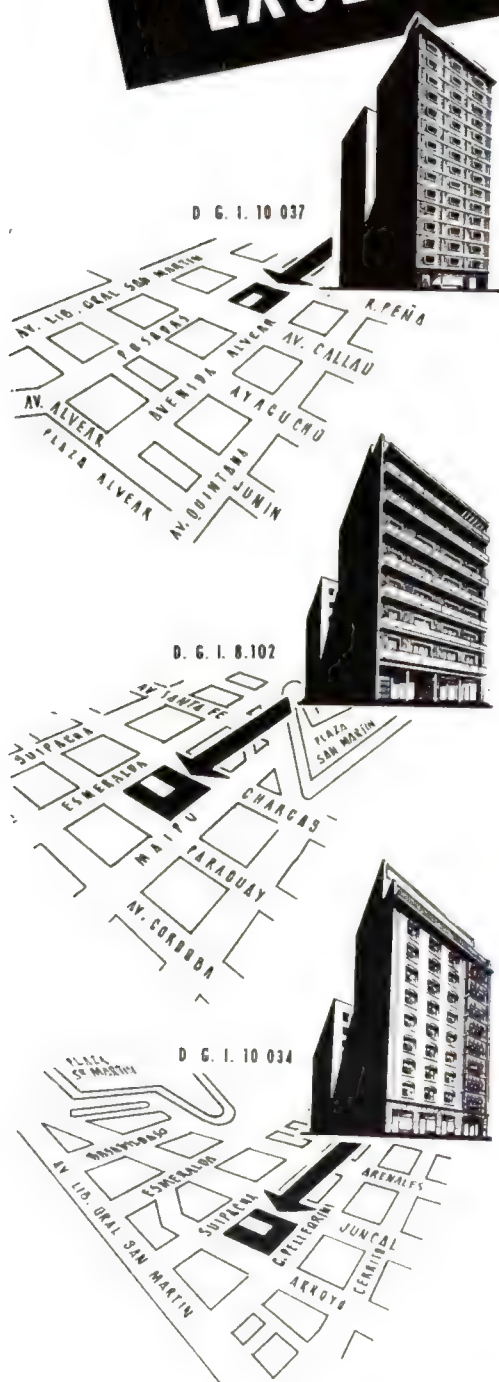 D G. I. 10 037
AV. LIB. GRAL SAN MARTIN
POSADAS
AVENIDA ALVEAR
R. PEÑA
AV. CALLAU
AYACUCHU
AV. ALVEAR
PLAZA ALVEAR
AV. QUINTANA
JUNIN
D. G. I. 8.102
AV. SANTA FE
SUIPACHA
ESMERALDA
MAIPU
PLAZA
SAN MARTIN
CHARCAS
PARAGUAY
AV. CORDOBA
D G. I. 10 034
PLAZA
Sn MARTIN
BASAVILBASO
ESMERALDA
AV. LIB. GRAL SAN MARTIN
SUIPACHA
C. PELLEGRINI
ARENALES
JUNCAL
CERRITO
ARROYO